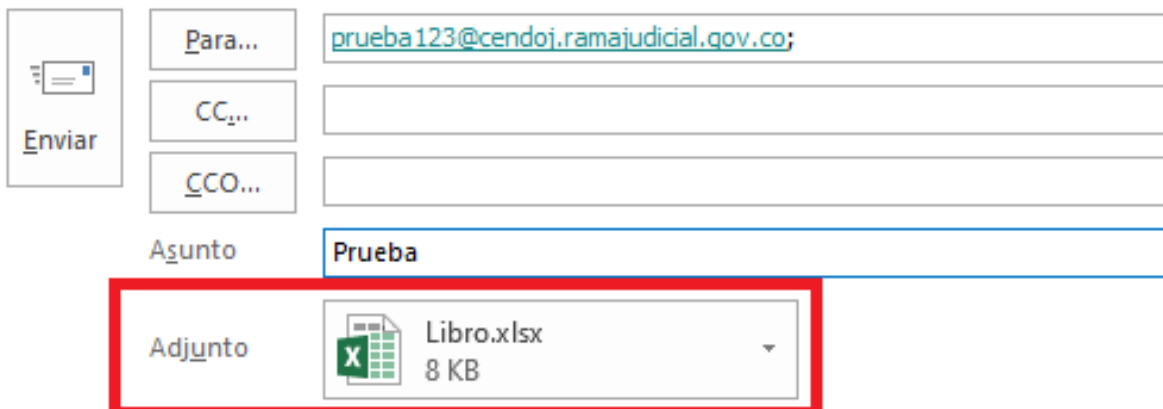 Para... prueba123@cendoj.ramajudicial.gov.co;
CC...
Enviar
CCO...
Asunto Prueba
Adjunto Libro.xlsx
8 KB